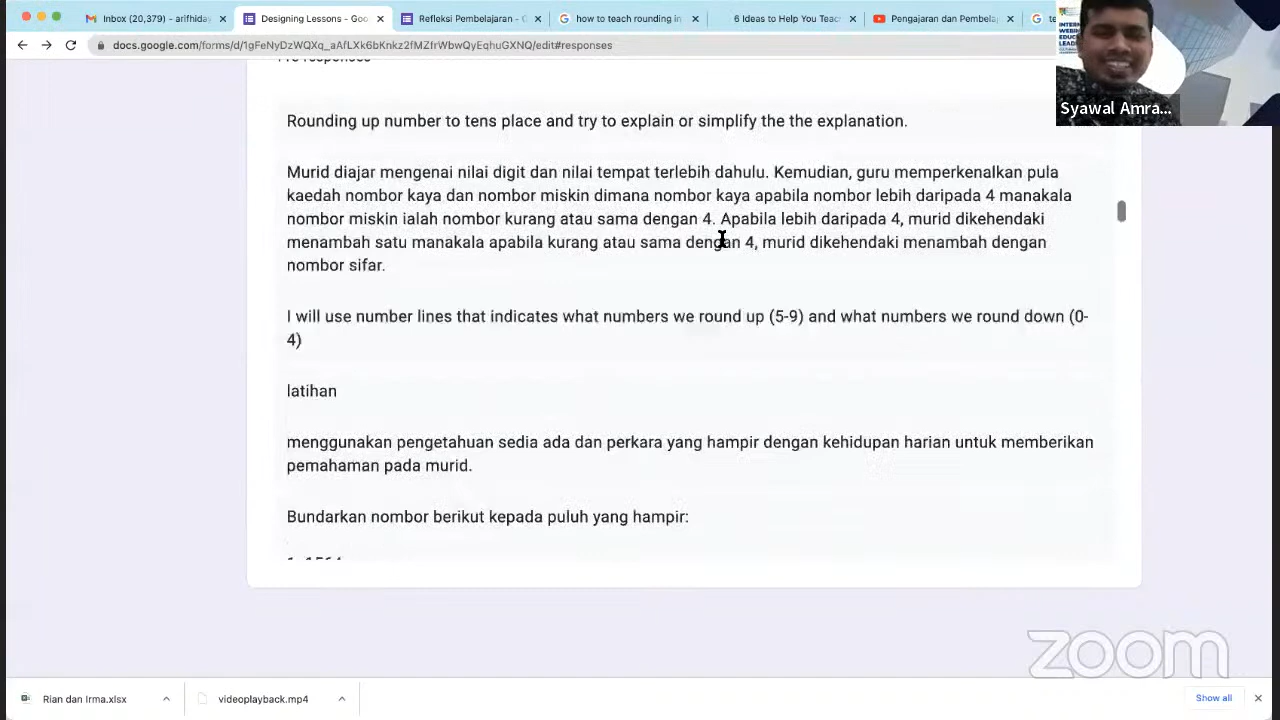 Inbox (20,379) - arifhida
Designing Lessons - Goo
Refleksi Pembelajaran - G
how to teach rounding in
6 Ideas to Help You Teac
Pengajaran dan Pembela
te
docs.google.com/forms/d/1gFeNyDzWQXq_aAfLXk6bKnkz2fMZfrWbwQyEqhuGXNQ/edit#responses
INTERN
WEBIN
EDUC
LEAD
Syawal Amra...
Rounding up number to tens place and try to explain or simplify the the explanation.
Murid diajar mengenai nilai digit dan nilai tempat terlebih dahulu. Kemudian, guru memperkenalkan pula
kaedah nombor kaya dan nombor miskin dimana nombor kaya apabila nombor lebih daripada 4 manakala
nombor miskin ialah nombor kurang atau sama dengan 4. Apabila lebih daripada 4, murid dikehendaki
menambah satu manakala apabila kurang atau sama dengan 4, murid dikehendaki menambah dengan
nombor sifar.
I will use number lines that indicates what numbers we round up (5-9) and what numbers we round down (0-
4)
latihan
menggunakan pengetahuan sedia ada dan perkara yang hampir dengan kehidupan harian untuk memberikan
pemahaman pada murid.
Bundarkan nombor berikut kepada puluh yang hampir:
zoom
Rian dan Irma.xlsx
videoplayback.mp4
Show all